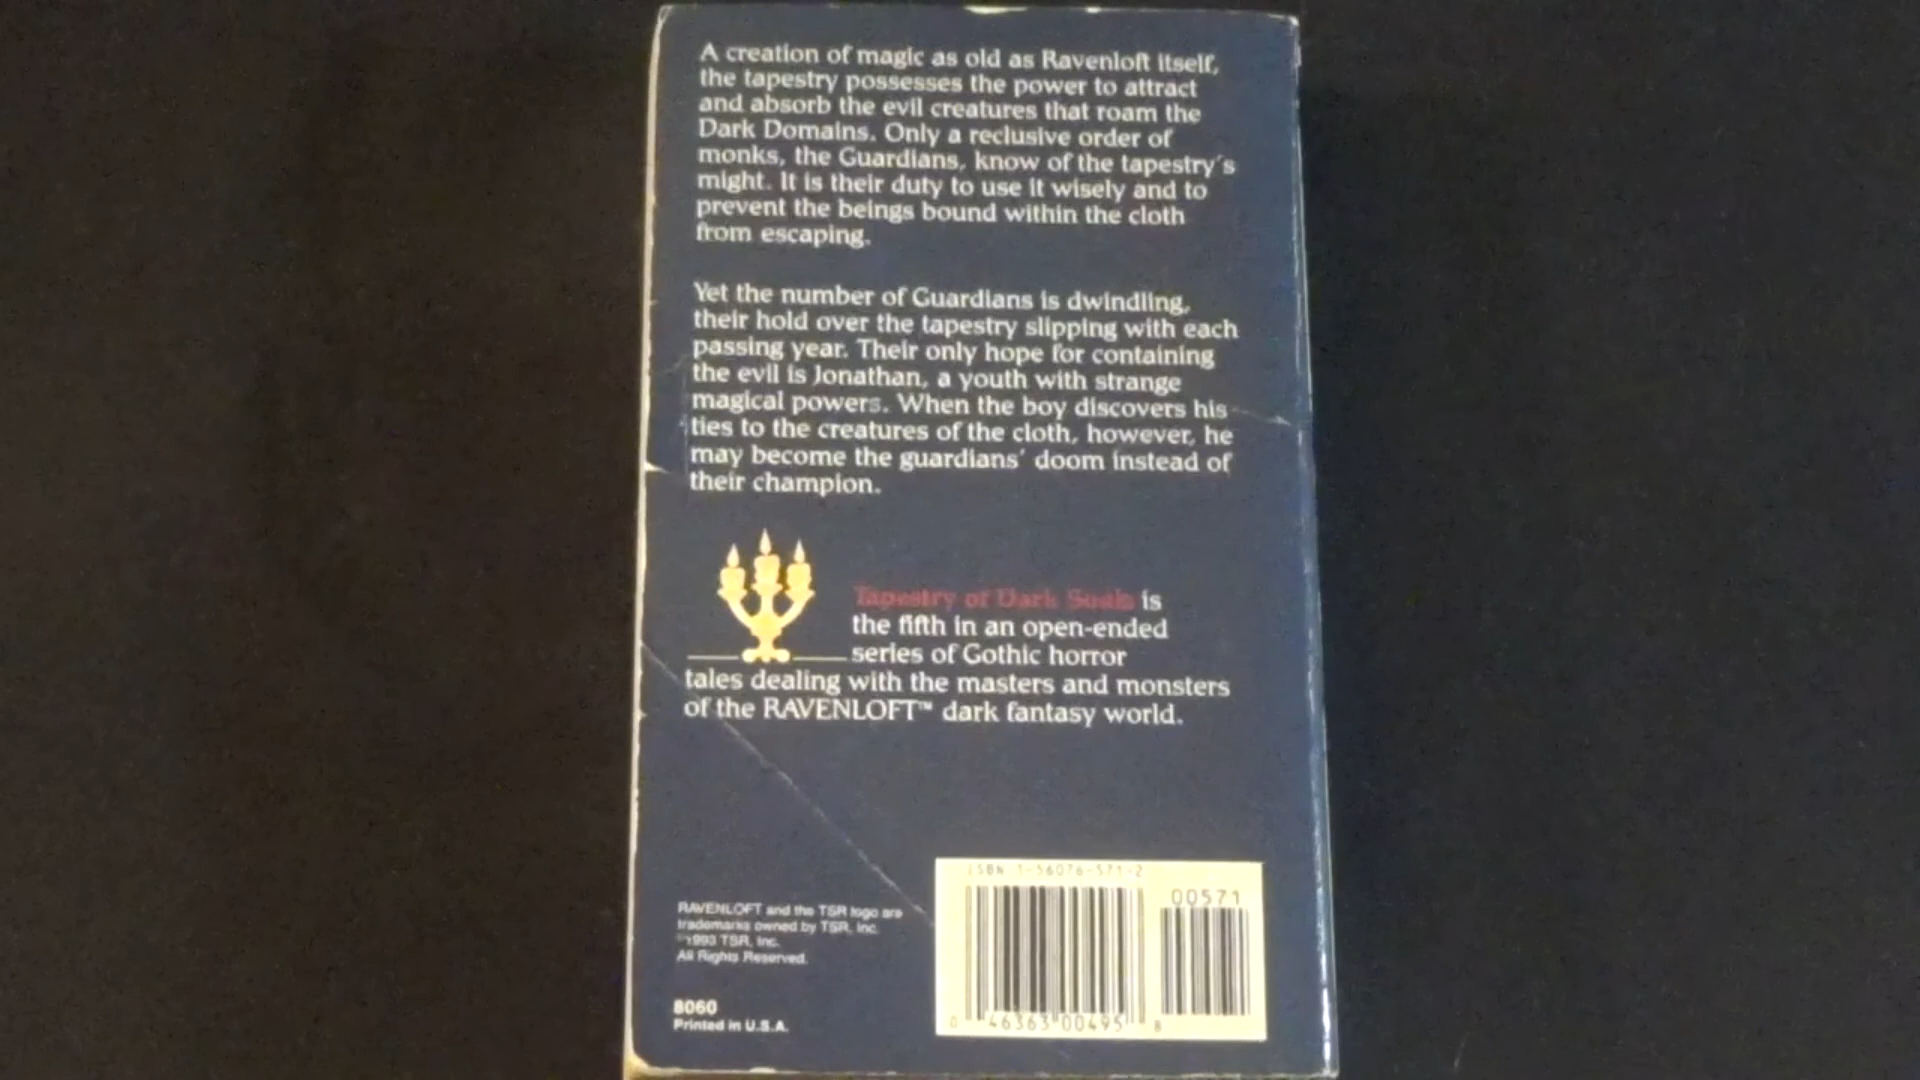 A creation of magic as old as Ravenloft itself,
the tapestry possesses the power to attract
and absorb the evil creatures that roam the
Dark Domains. Only a reclusive order of
monks, the Guardians, know of the tapestry's
might. It is their duty to use it wisely and to
prevent the beings bound within the cloth
from escaping.
Yet the number of Guardians is dwindling,
their hold over the tapestry slipping with each
passing year. Their only hope for containing
the evil is Jonathan, a youth with strange
magical powers. When the boy discovers his
ties to the creatures of the cloth, however, he
may become the guardians' doom instead of
their champion.
Tapestry of Dark Souls is
the fifth in an open-ended
series of Gothic horror
tales dealing with the masters and monsters
of the RAVENLOFT™ dark fantasy world.
RAVENLOFT and the TSR logo are
trademarks owned by TSR, Inc.
©1993 TSR, Inc.
All Rights Reserved.
8060
Printed in U.S.A.
ISBN 1-56076-571-2
00571
0 46363 00495 8